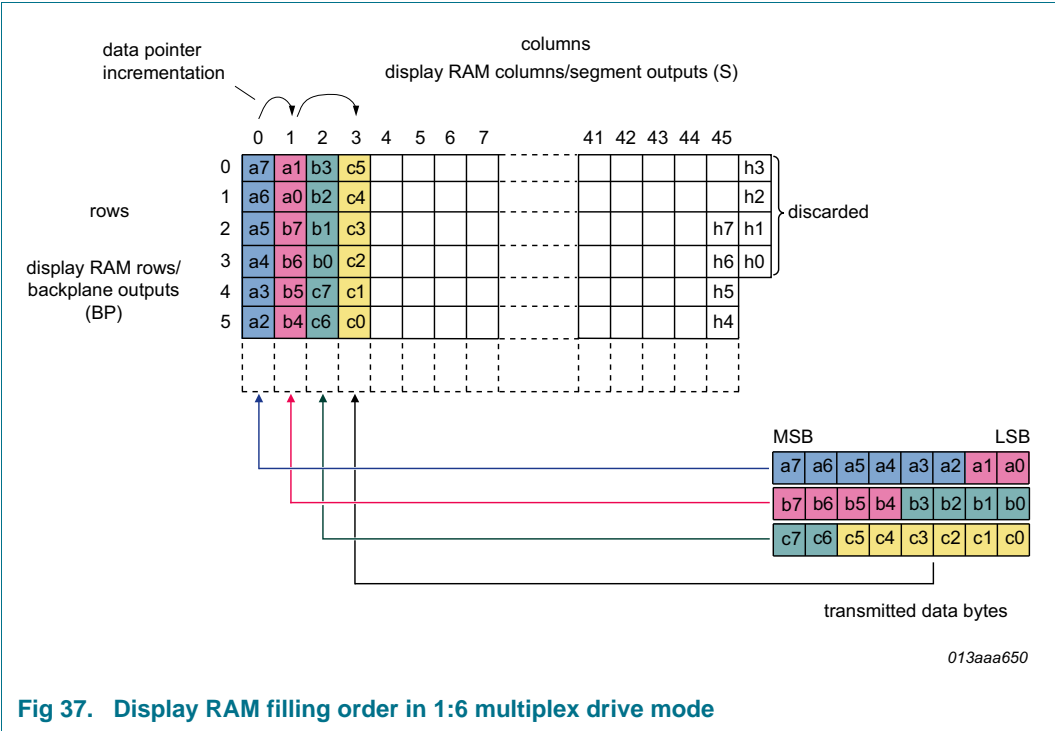 data pointer
incrementation
columns
display RAM columns/segment outputs (S)
0 1 2 3 4 5 6 7 41 42 43 44 45
0 a7 a1 b3 c5 h3
1 a6 a0 b2 c4 h2
2 a5 b7 b1 c3 h7 h1
3 a4 b6 b0 c2 h6 h0
4 a3 b5 c7 c1 h5
5 a2 b4 c6 c0 h4
discarded
rows
display RAM rows/
backplane outputs
(BP)
MSB LSB
a7 a6 a5 a4 a3 a2 a1 a0
b7 b6 b5 b4 b3 b2 b1 b0
c7 c6 c5 c4 c3 c2 c1 c0
transmitted data bytes
013aaa650
Fig 37. Display RAM filling order in 1:6 multiplex drive mode